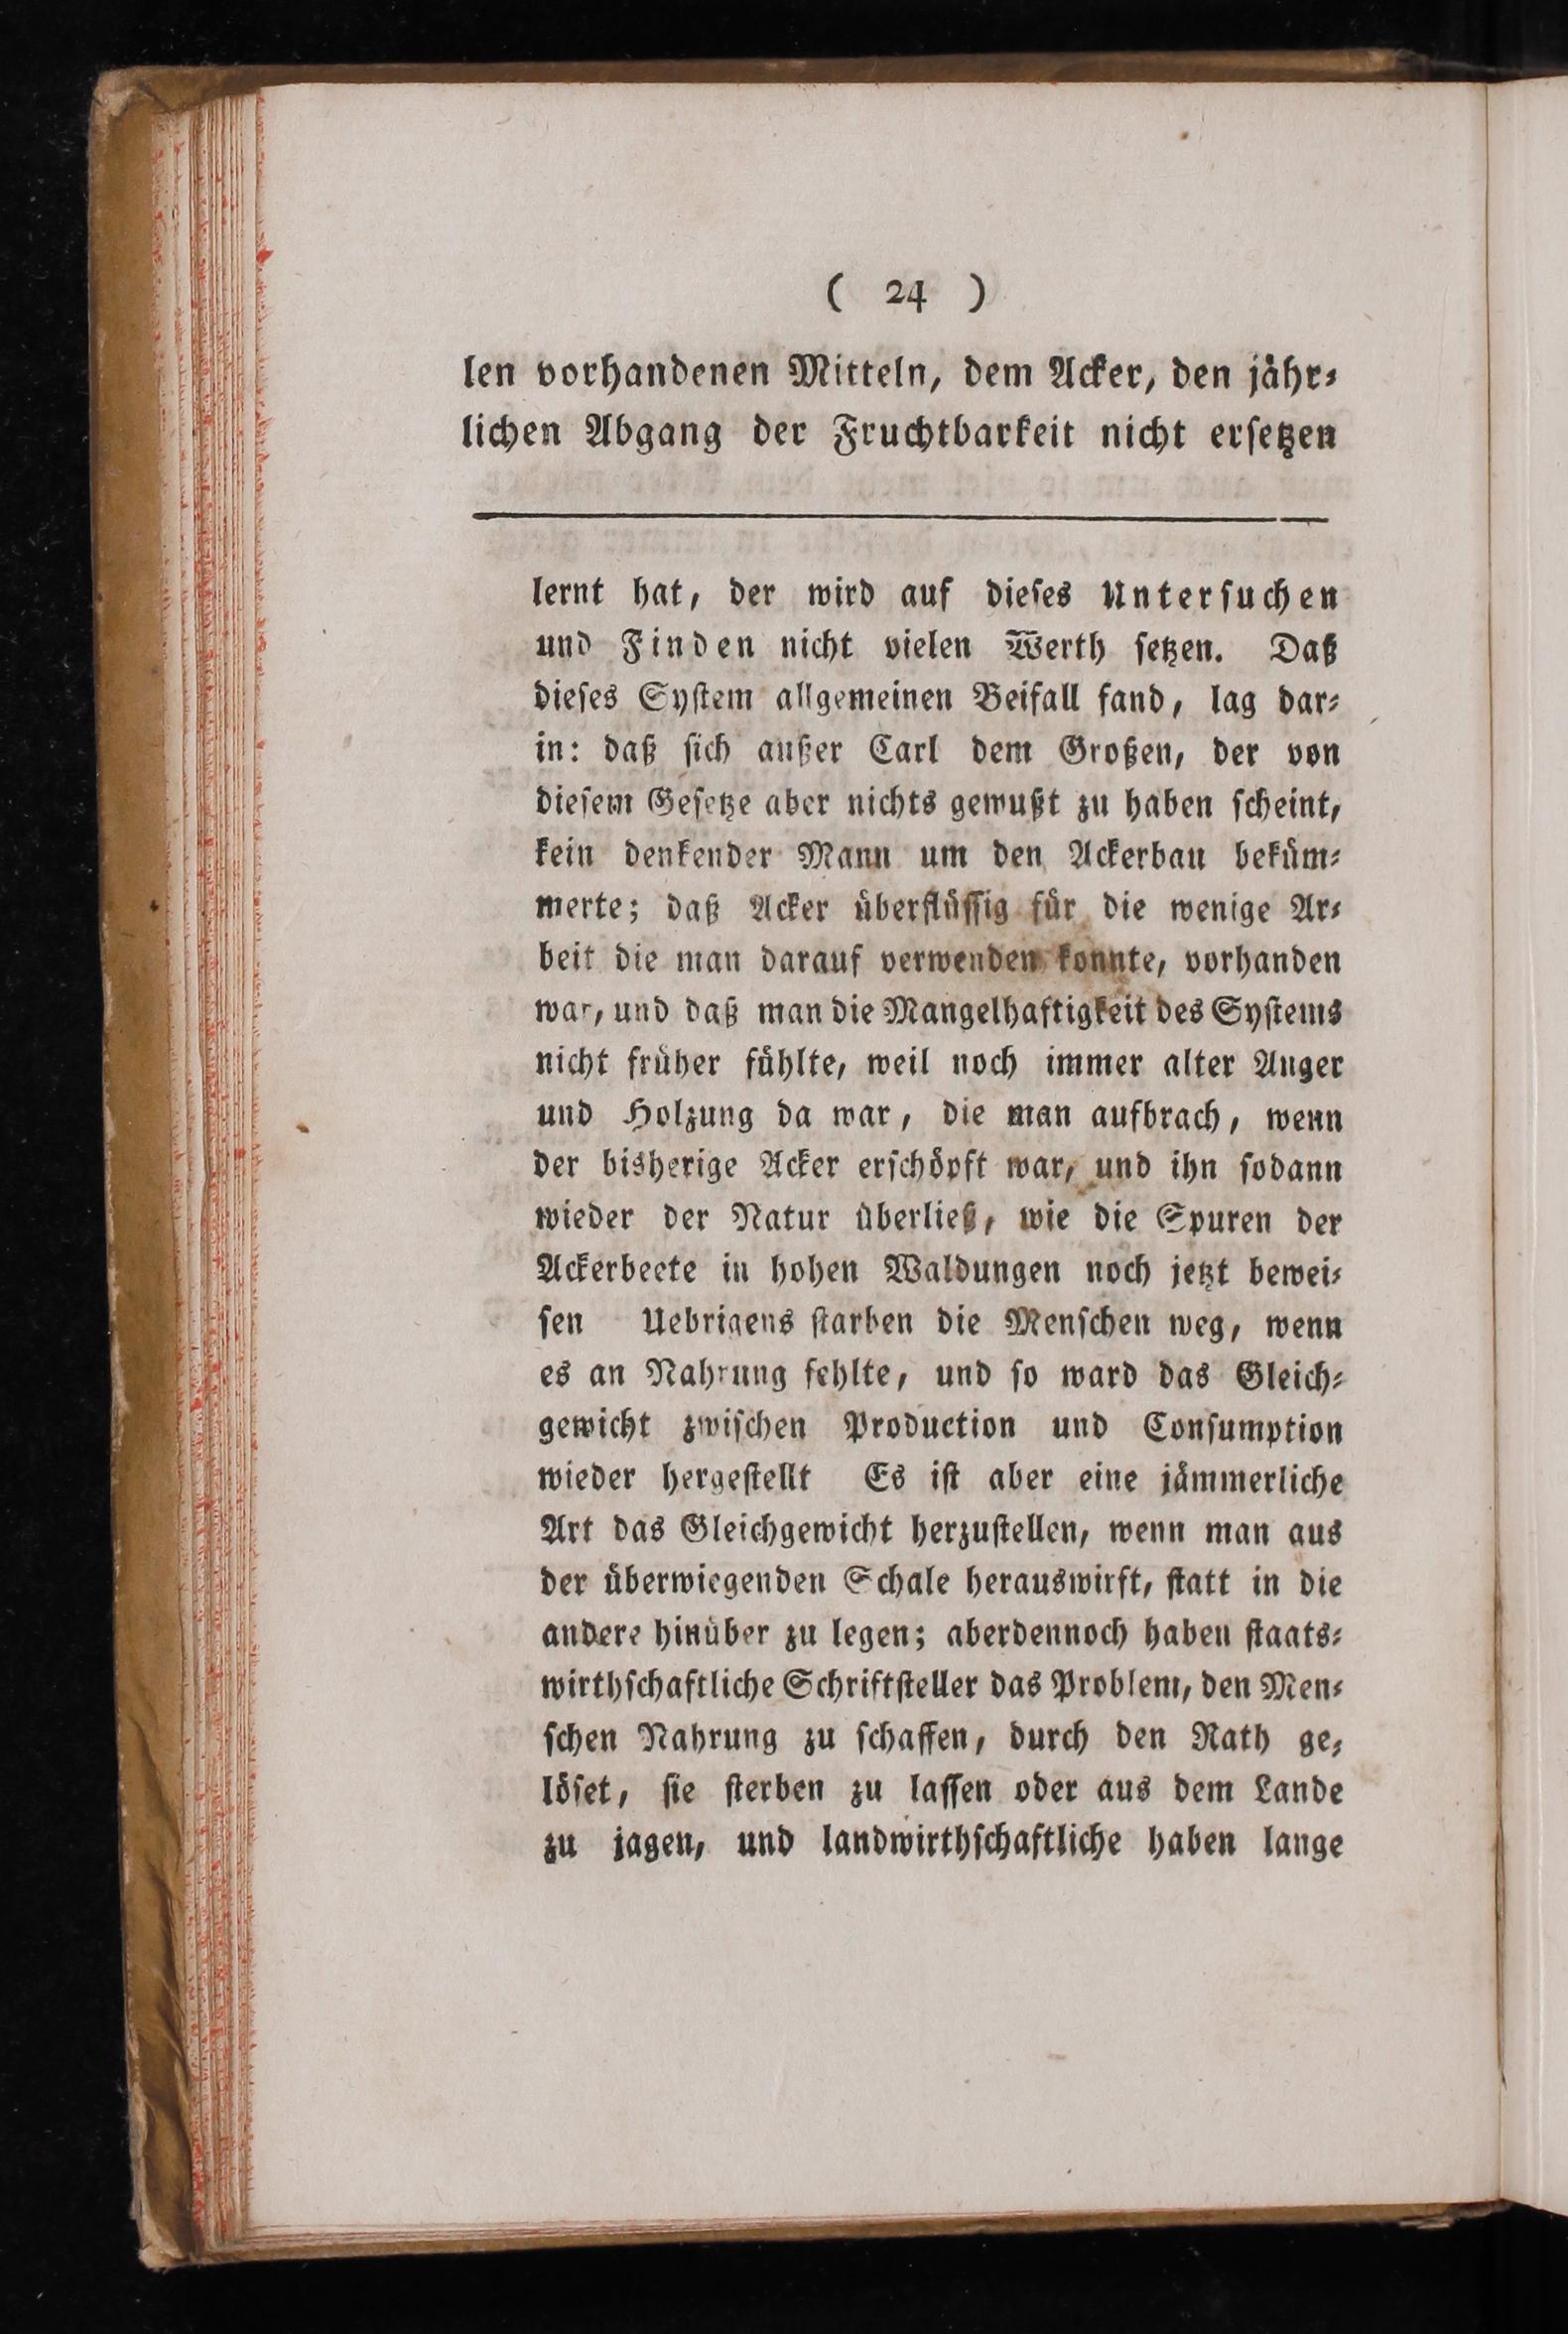 ( 24 )
len vorhandenen Mitteln, dem Acker, den jähr⸗
lichen Abgang der Fruchtbarkeit nicht erſetzen
lernt hat, der wird auf dieſes Unterſuchen
und Finden nicht vielen Werth ſetzen. Daß
dieſes Syſtem allgemeinen Beifall fand, lag dar⸗
in: daß ſich außer Carl dem Großen, der von
dieſem Geſetze aber nichts gewußt zu haben ſcheint,
kein denkender Mann um den Ackerbau beküm⸗
merte; daß Acker überflüſſig für die wenige Ar⸗
beit die man darauf verwenden konnte, vorhanden
war, und daß man die Mangelhaftigkeit des Syſtems
nicht früher fühlte, weil noch immer alter Anger
und Holzung da war, die man aufbrach, wenn
der bisherige Acker erſchöpft war, und ihn ſodann
wieder der Natur überließ, wie die Spuren der
Ackerbeete in hohen Waldungen noch jetzt bewei⸗
ſen Uebrigens ſtarben die Menſchen weg, wenn
es an Nahrung fehlte, und ſo ward das Gleich⸗
gewicht zwiſchen Production und Conſumption
wieder hergeſtellt Es iſt aber eine jämmerliche
Art das Gleichgewicht herzuſtellen, wenn man aus
der überwiegenden Schale herauswirft, ſtatt in die
andere hinüber zu legen; aberdennoch haben ſtaats⸗
wirthſchaftliche Schriftſteller das Problem, den Men⸗
ſchen Nahrung zu ſchaffen, durch den Rath ge⸗
löſet, ſie ſterben zu laſſen oder aus dem Lande
zu jagen, und landwirthſchaftliche haben lange